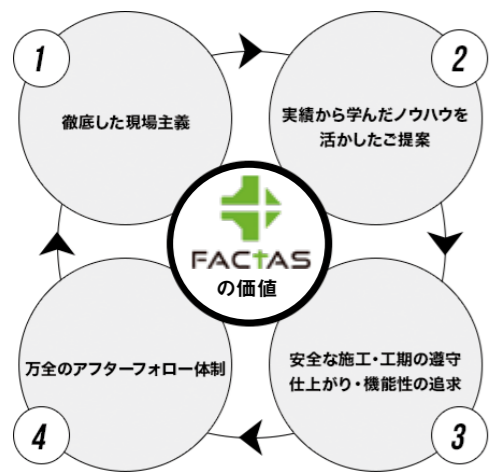 1
徹底した現場主義
2
実績から学んだノウハウを
活かしたご提案
FACTAS
の価値
3
安全な施工・工期の遵守
仕上がり・機能性の追求
4
万全のアフターフォロー体制